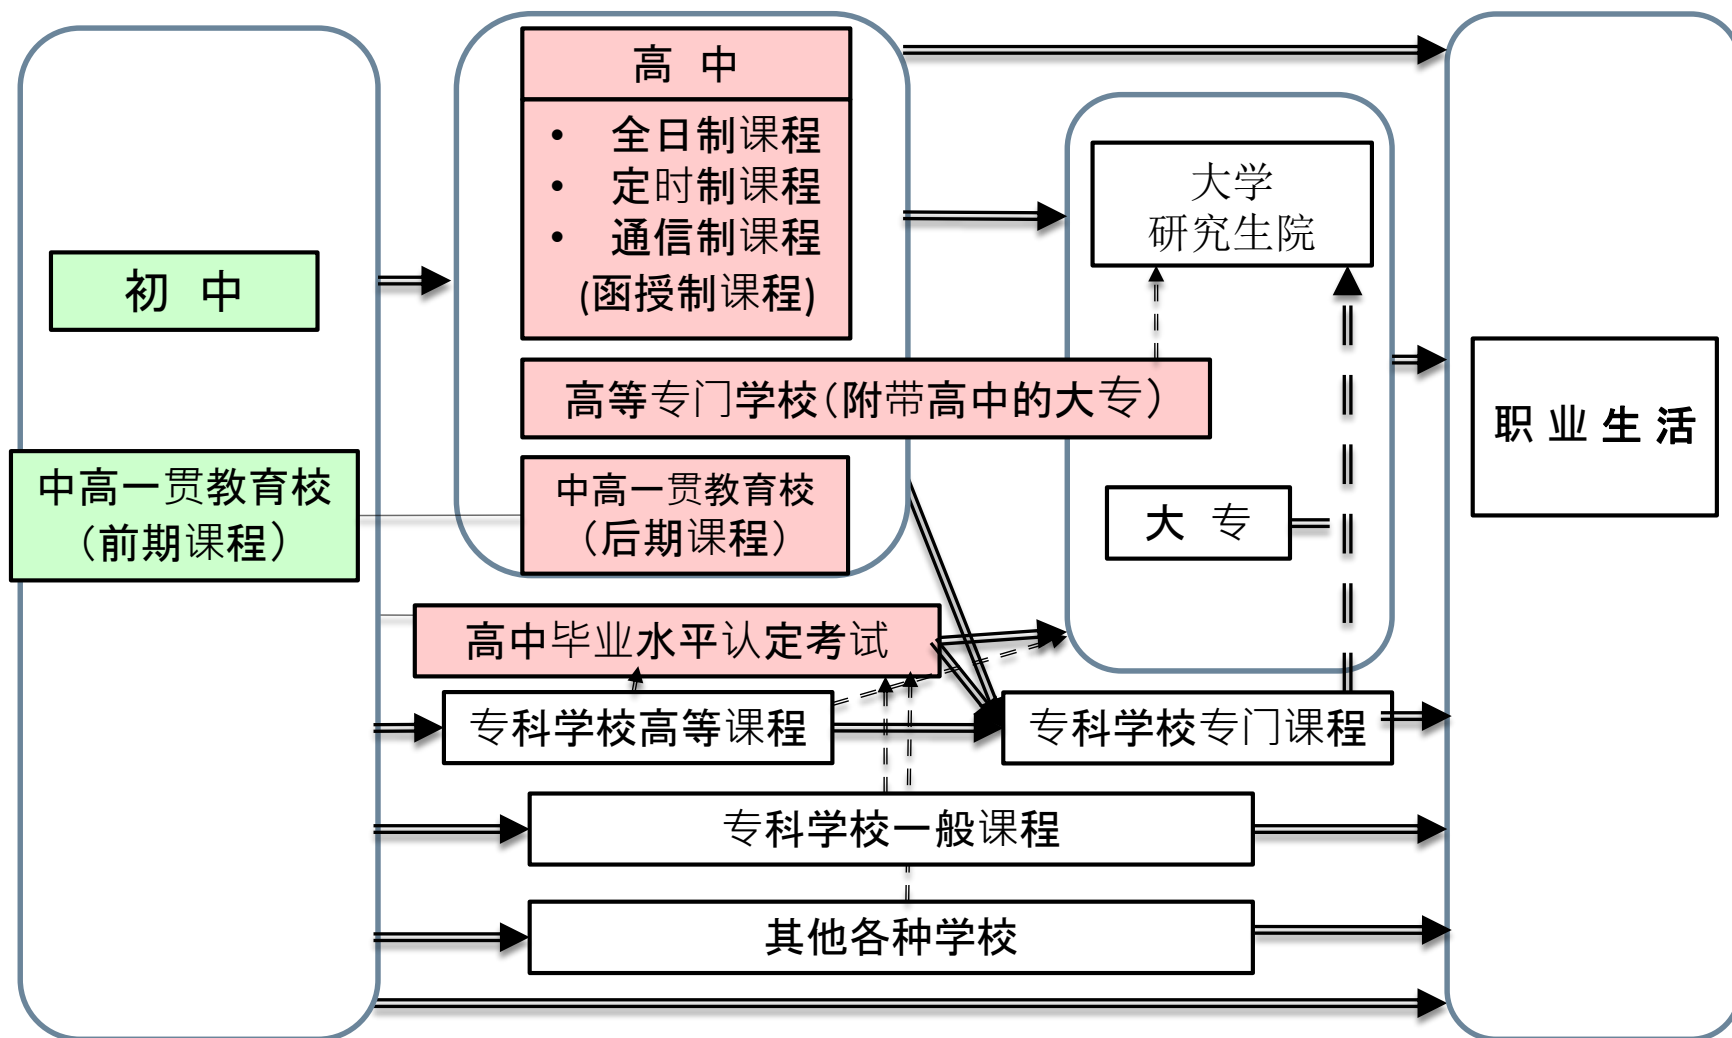 初 中
中高一贯教育校
（前期课程）
高 中
• 全日制课程
• 定时制课程
• 通信制课程
(函授制课程)
高等专门学校（附带高中的大专）
中高一贯教育校
（后期课程）
高中毕业水平认定考试
专科学校高等课程
专科学校一般课程
其他各种学校
大学
研究生院
大 专
专科学校专门课程
职 业 生 活